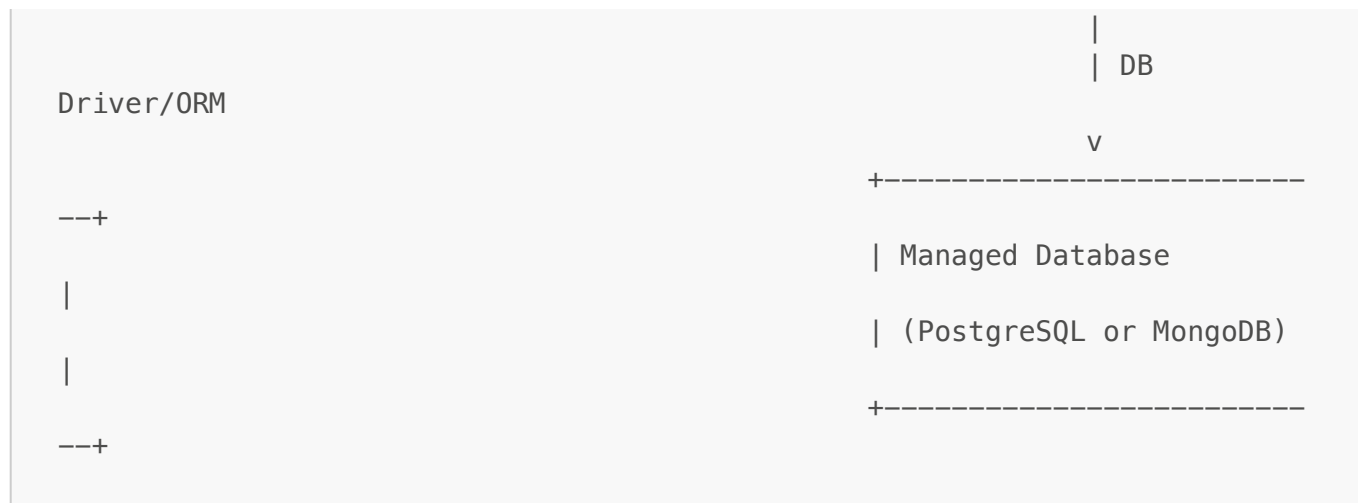 |
| DB
Driver/ORM
v
+-------------------------
--+
| Managed Database
|
| (PostgreSQL or MongoDB)
|
+-------------------------
--+